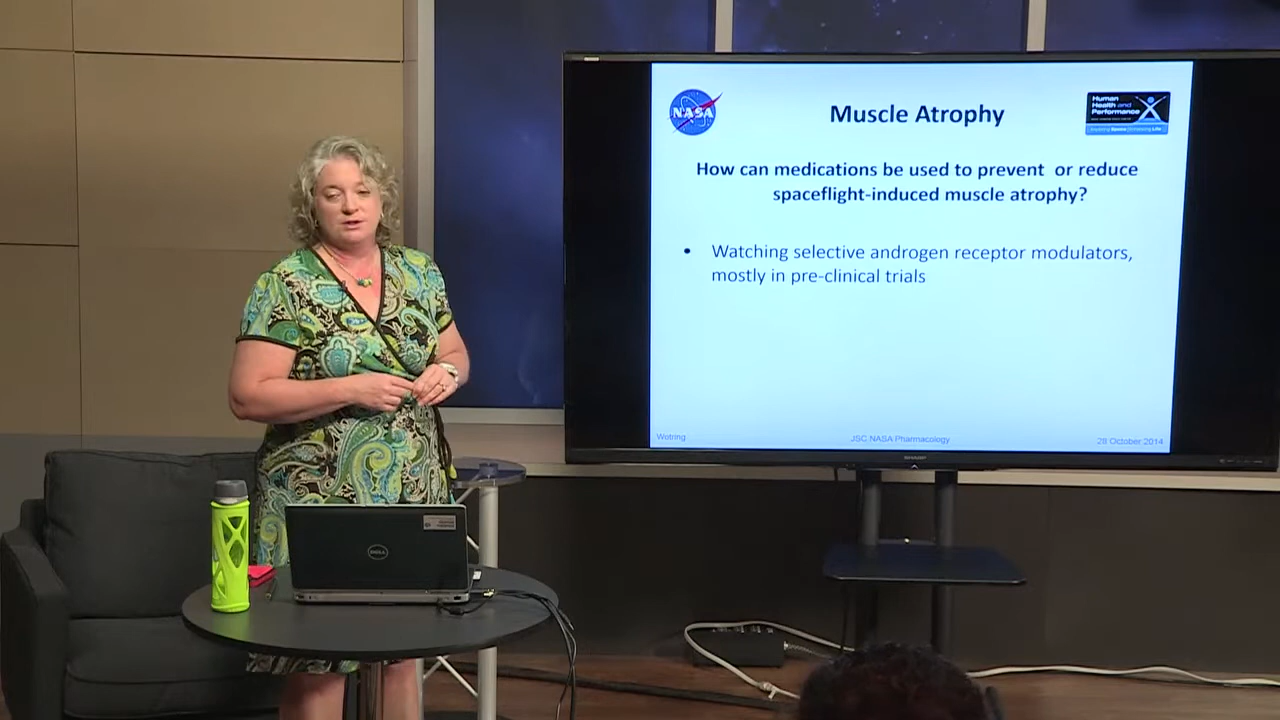 NASA
Muscle Atrophy
Human
Health and
Performance
How can medications be used to prevent or reduce
spaceflight-induced muscle atrophy?
• Watching selective androgen receptor modulators,
mostly in pre-clinical trials
Wotring
JSC NASA Pharmacology
28 October 2014
SHARP
DELL